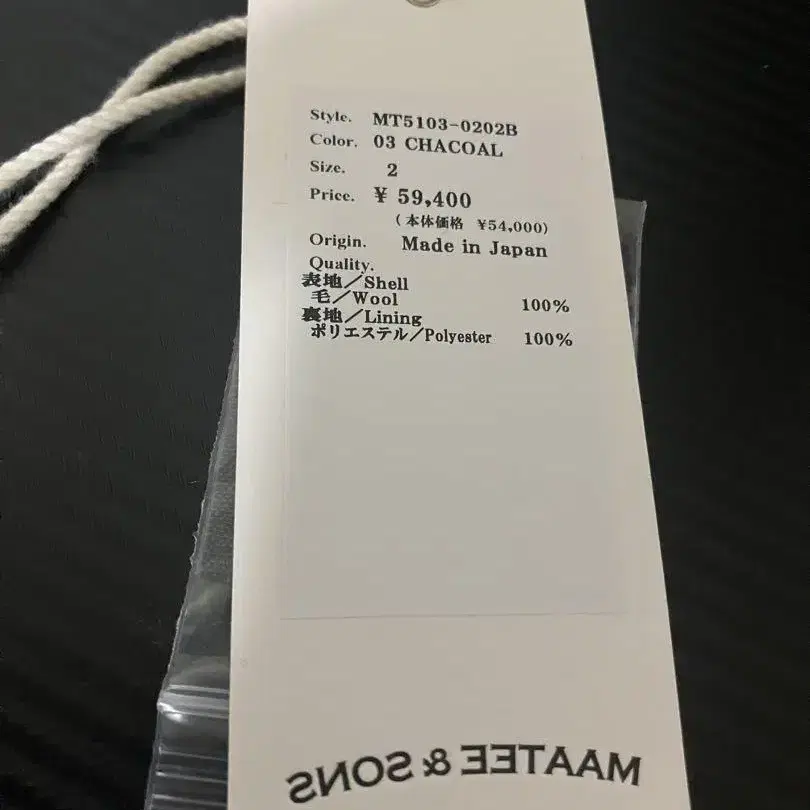 Style. MT5103-0202B
Color. 03 CHACOAL
Size. 2
Price. ¥ 59,400
(本体価格 ¥54,000)
Origin. Made in Japan
Quality.
表地/Shell
毛/Wool 100%
裏地/Lining
ポリエステル/Polyester 100%
MAATEE & SONS